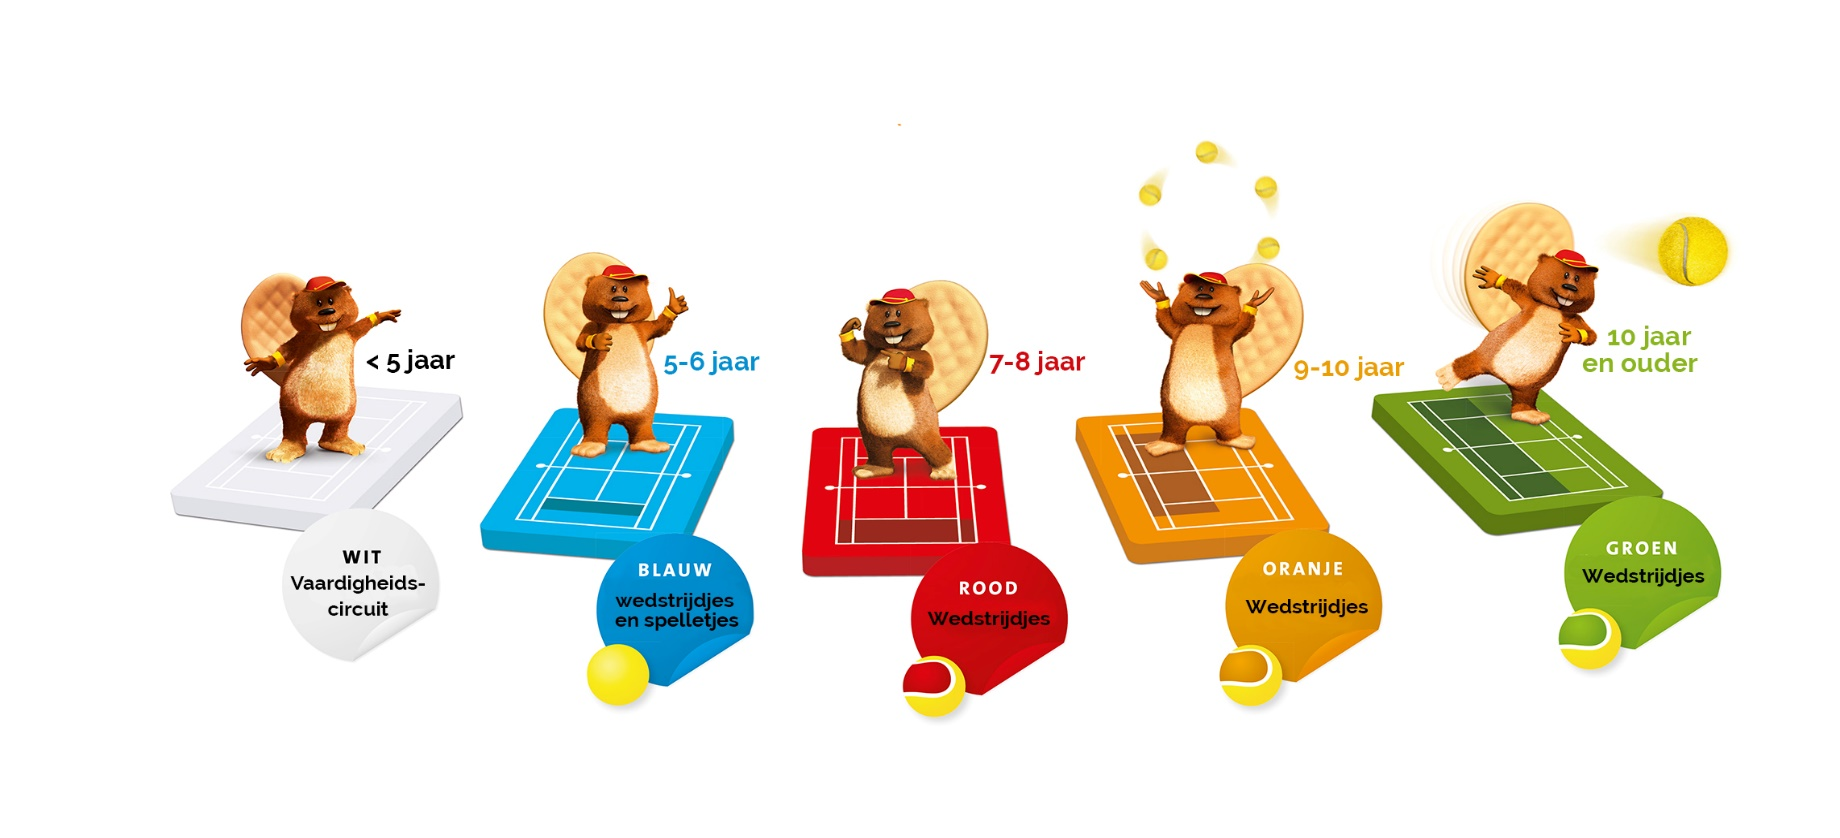 < 5 jaar
WIT
Vaardigheids-
circuit
5-6 jaar
BLAUW
wedstrijdjes
en spelletjes
7-8 jaar
ROOD
Wedstrijdjes
9-10 jaar
ORANJE
Wedstrijdjes
10 jaar
en ouder
GROEN
Wedstrijdjes